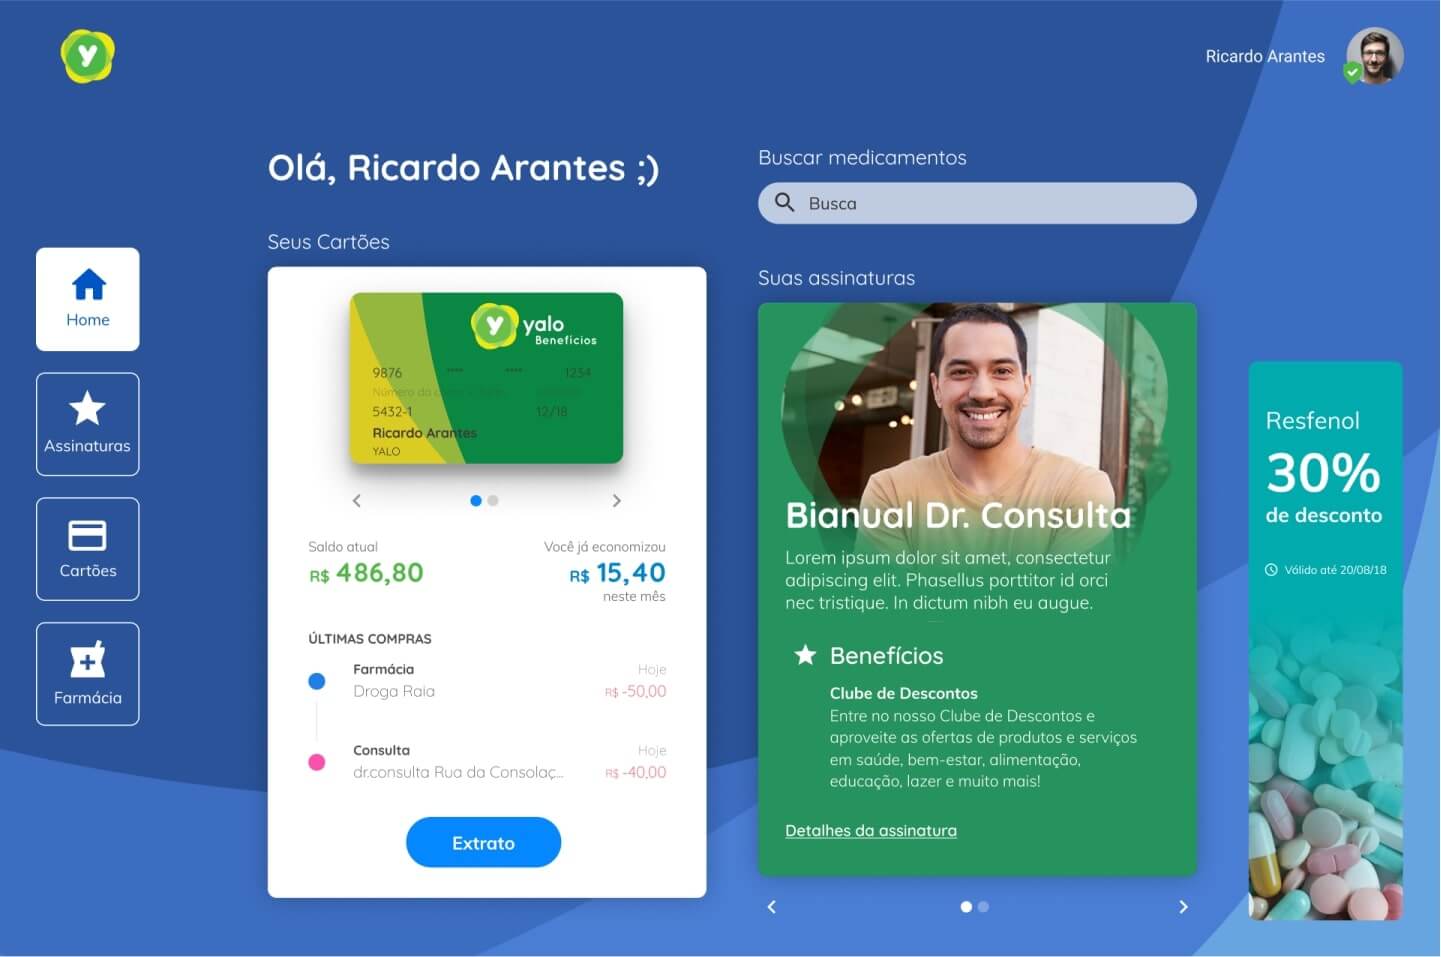 Ricardo Arantes
Olá, Ricardo Arantes ;)
Buscar medicamentos
Busca
Seus Cartões
Suas assinaturas
Home
Assinaturas
Cartões
Farmácia
y
y yalo
Benefícios
9876 **** **** 1234
Número do
5432-1 12/18
Ricardo Arantes
YALO
Saldo atual
R$ 486,80
Você já economizou
R$ 15,40
neste mês
ÚLTIMAS COMPRAS
Farmácia Hoje
Droga Raia R$ -50,00
Consulta Hoje
dr.consulta Rua da Consolaç... R$ -40,00
Extrato
Bianual Dr. Consulta
Lorem ipsum dolor sit amet, consectetur
adipiscing elit. Phasellus porttitor id orci
nec tristique. In dictum nibh eu augue.
Benefícios
Clube de Descontos
Entre no nosso Clube de Descontos e
aproveite as ofertas de produtos e serviços
em saúde, bem-estar, alimentação,
educação, lazer e muito mais!
Detalhes da assinatura
Resfenol
30%
de desconto
Válido até 20/08/18